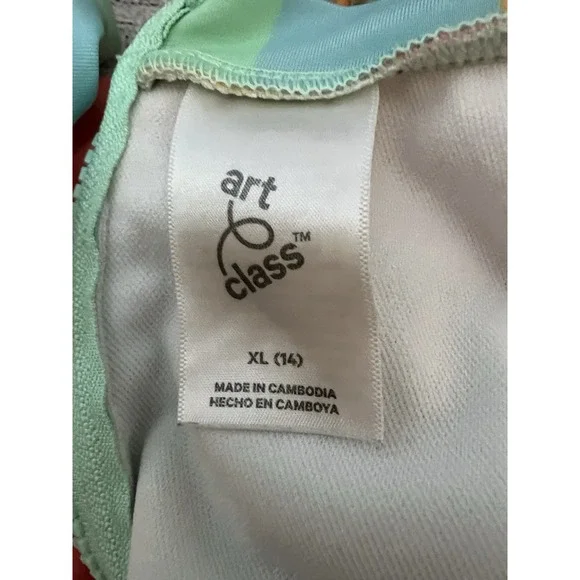 art
class™
XL (14)
MADE IN CAMBODIA
HECHO EN CAMBOYA